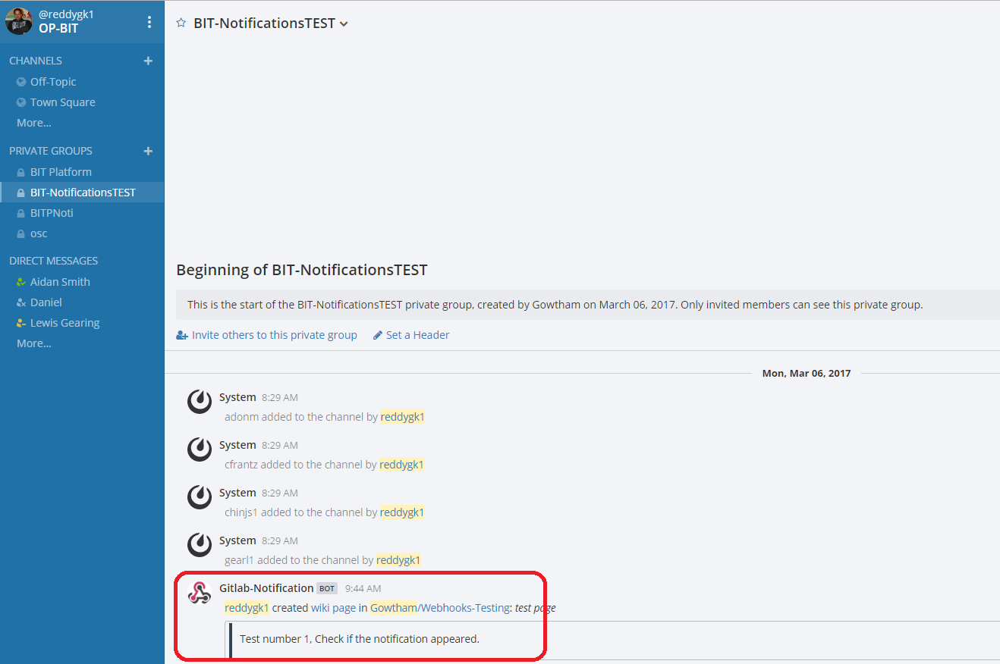 @reddygk1
OP-BIT
CHANNELS
Off-Topic
Town Square
More...
PRIVATE GROUPS
BIT Platform
BIT-NotificationsTEST
BITPNoti
osc
DIRECT MESSAGES
Aidan Smith
Daniel
Lewis Gearing
More...
BIT-NotificationsTEST
Beginning of BIT-NotificationsTEST
This is the start of the BIT-NotificationsTEST private group, created by Gowtham on March 06, 2017. Only invited members can see this private group.
Invite others to this private group Set a Header
Mon, Mar 06, 2017
System 8:29 AM
adonm added to the channel by reddygk1
System 8:29 AM
cfrantz added to the channel by reddygk1
System 8:29 AM
chinjs1 added to the channel by reddygk1
System 8:29 AM
gearl1 added to the channel by reddygk1
Gitlab-Notification BOT 9:44 AM
reddygk1 created wiki page in Gowtham/Webhooks-Testing: test page
Test number 1, Check if the notification appeared.